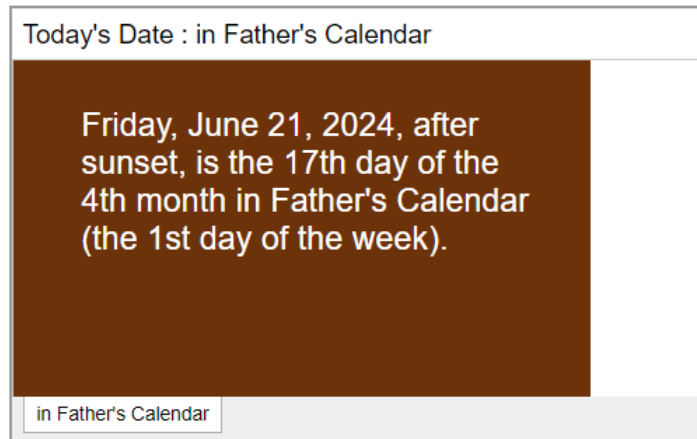 Today's Date : in Father's Calendar
Friday, June 21, 2024, after
sunset, is the 17th day of the
4th month in Father's Calendar
(the 1st day of the week).
in Father's Calendar